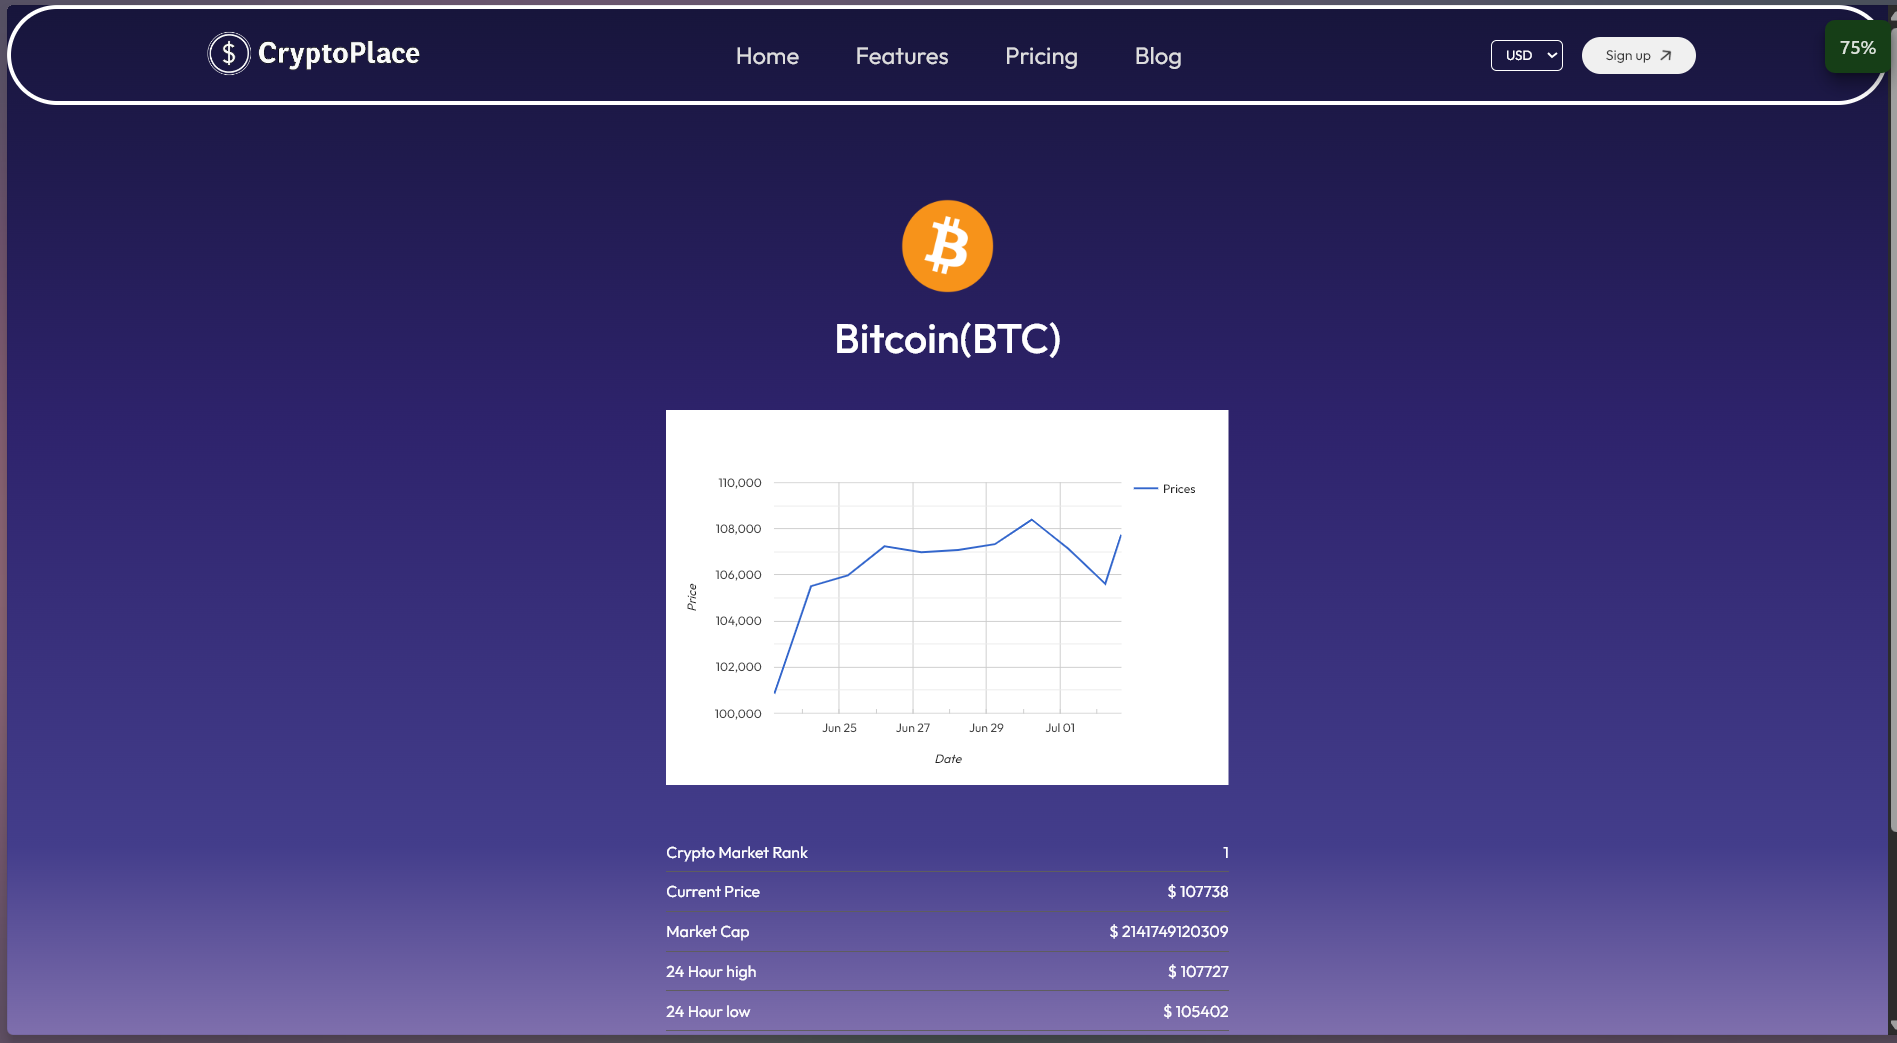 $ CryptoPlace Home Features Pricing Blog USD Sign up
75%
Bitcoin(BTC)
110,000
108,000
106,000
104,000
102,000
100,000
Price
Prices
Jun 25 Jun 27 Jun 29 Jul 01
Date
Crypto Market Rank 1
Current Price $ 107738
Market Cap $ 2141749120309
24 Hour high $ 107727
24 Hour low $ 105402